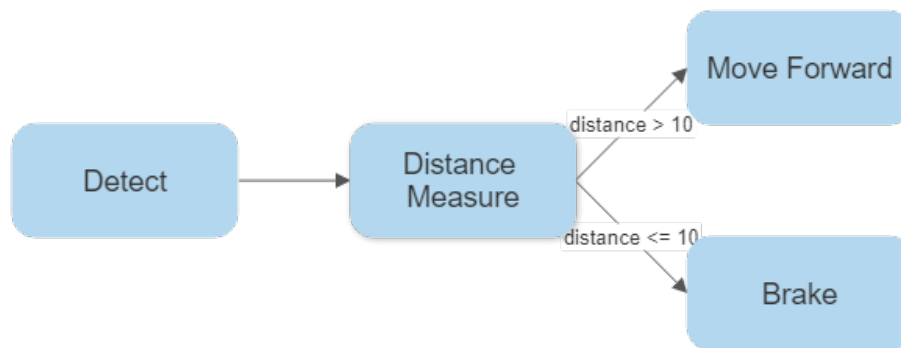 Detect
Distance
Measure
distance > 10
Move Forward
distance <= 10
Brake